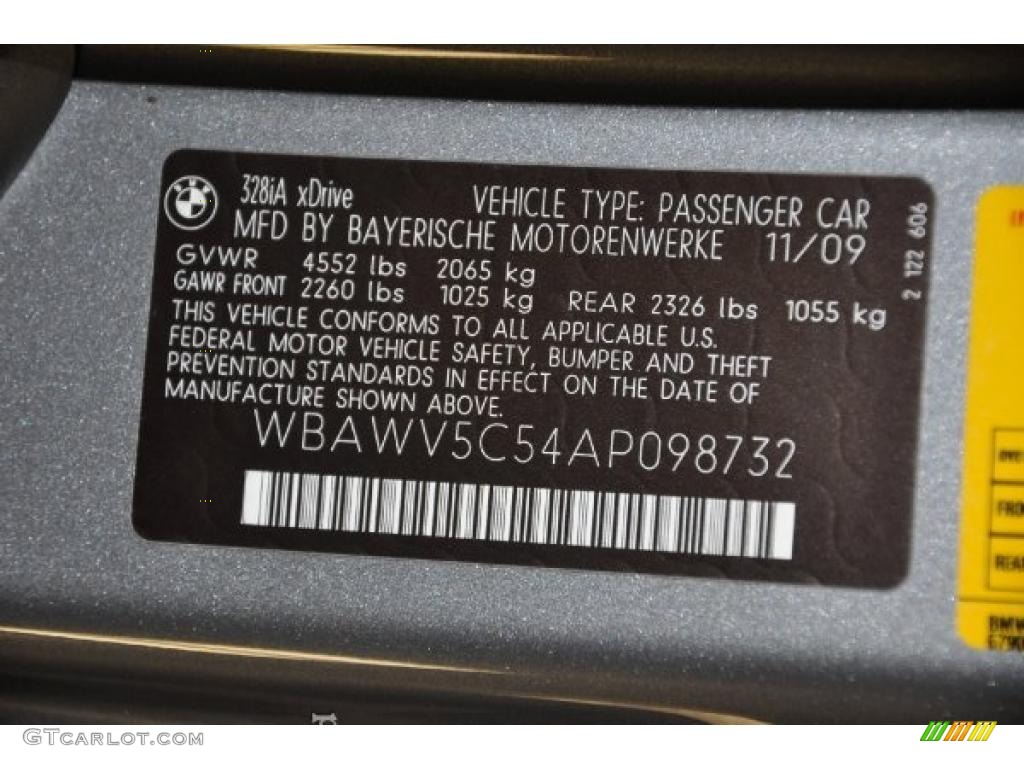 328iA xDrive VEHICLE TYPE: PASSENGER CAR
MFD BY BAYERISCHE MOTORENWERKE 11/09
GVWR 4552 lbs 2065 kg
GAWR FRONT 2260 lbs 1025 kg REAR 2326 lbs 1055 kg
THIS VEHICLE CONFORMS TO ALL APPLICABLE U.S.
FEDERAL MOTOR VEHICLE SAFETY, BUMPER AND THEFT
PREVENTION STANDARDS IN EFFECT ON THE DATE OF
MANUFACTURE SHOWN ABOVE.
WBAWV5C54AP098732
2 122 606
BMW
GTCARLOT.COM